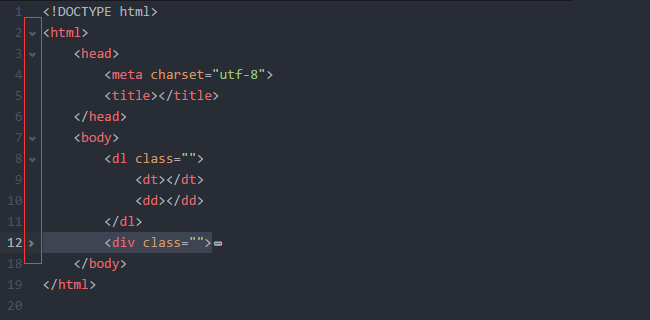 1 <!DOCTYPE html>
2 <html>
3 <head>
4 <meta charset="utf-8">
5 <title></title>
6 </head>
7 <body>
8 <dl class="">
9 <dt></dt>
10 <dd></dd>
11 </dl>
12 <div class="">
18 </body>
19 </html>
20